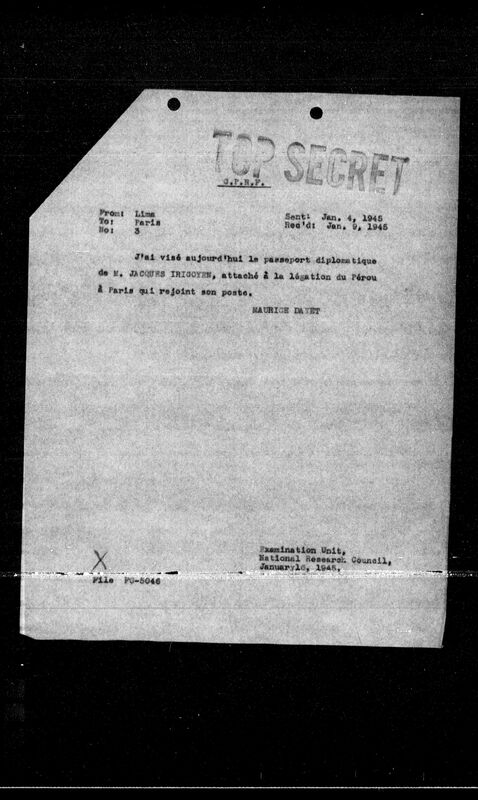 TOP SECRET
G.P.R.F.
From: Lima
To: Paris
No: 3
Sent: Jan. 4, 1945
Rec'd: Jan. 9, 1945
J'ai visé aujourd'hui le passeport diplomatique
de M. JACQUES IRIGOYEN, attaché à la légation du Pérou
à Paris qui rejoint son poste.
MAURICE DAYET
X
Examination Unit,
National Research Council,
1945.
File FG-5046